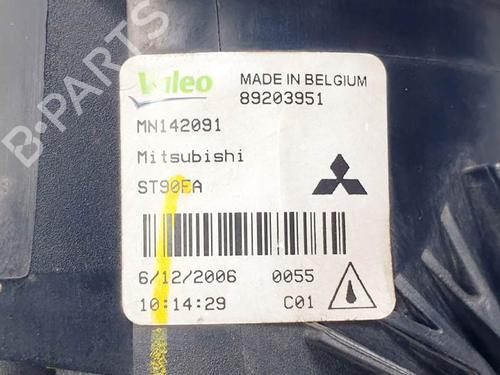 B-PARTS
Valeo
MADE IN BELGIUM
89203951
MN142091
Mitsubishi
ST90EA
6/12/2006 0055
10:14:29 C01